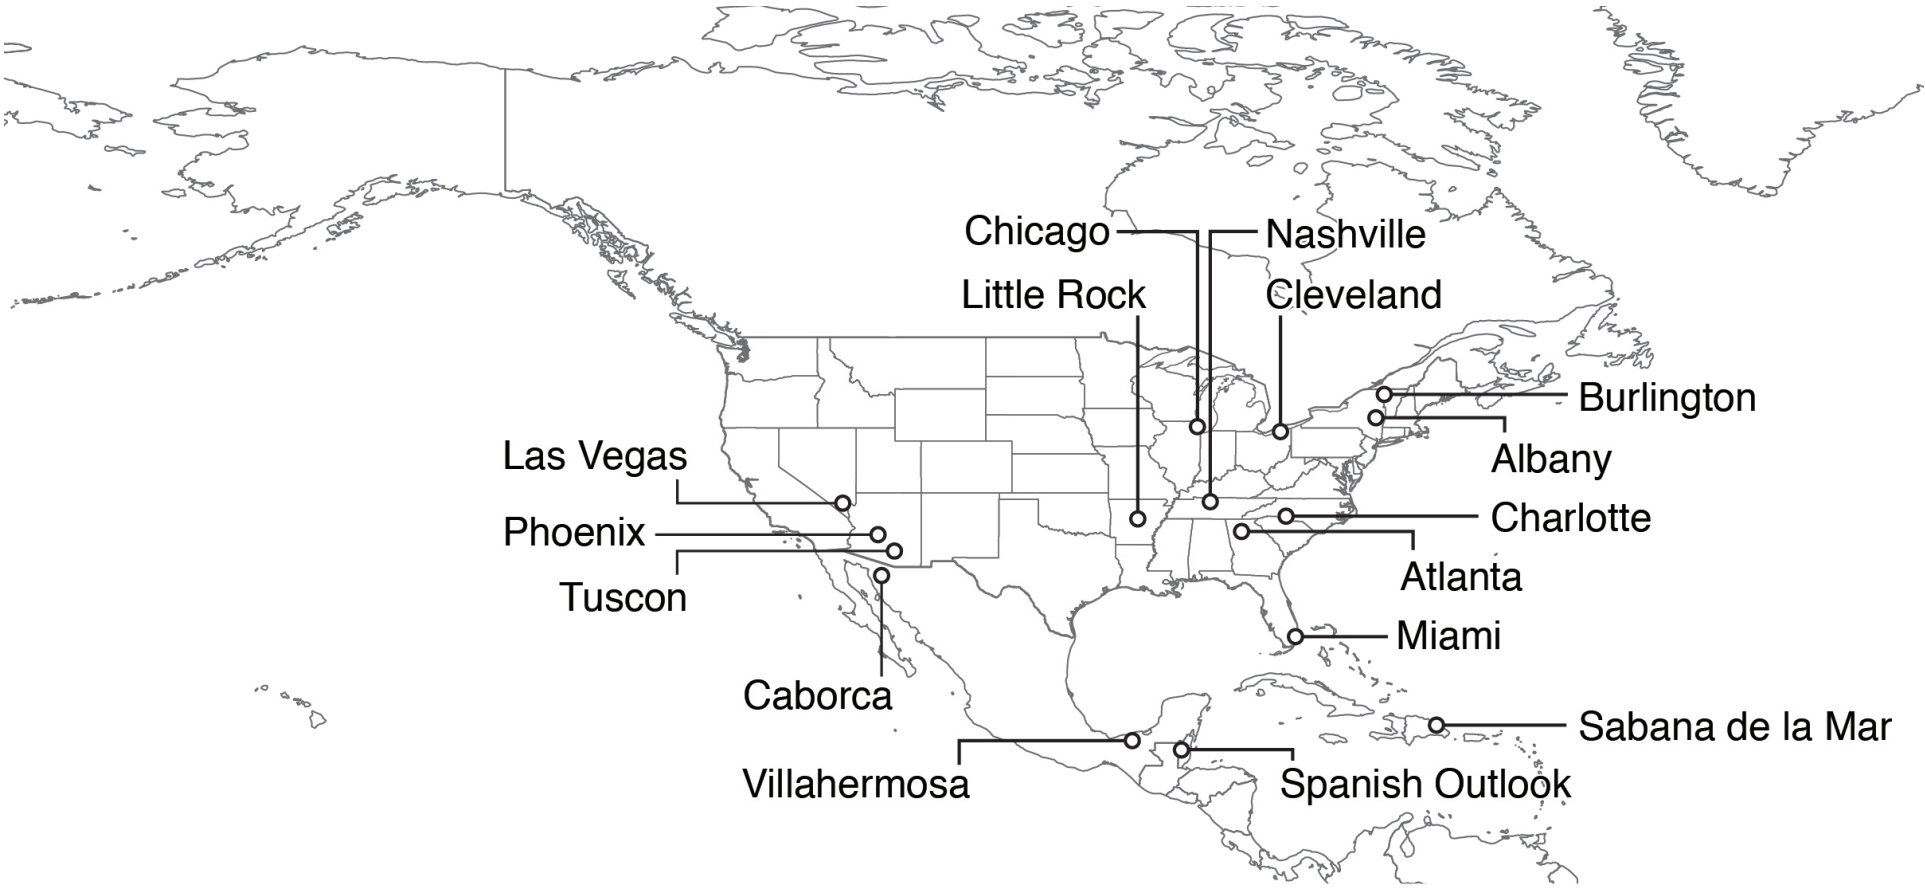 Chicago
Nashville
Little Rock
Cleveland
Burlington
Las Vegas
Albany
Phoenix
Charlotte
Tuscon
Atlanta
Miami
Caborca
Sabana de la Mar
Villahermosa
Spanish Outlook